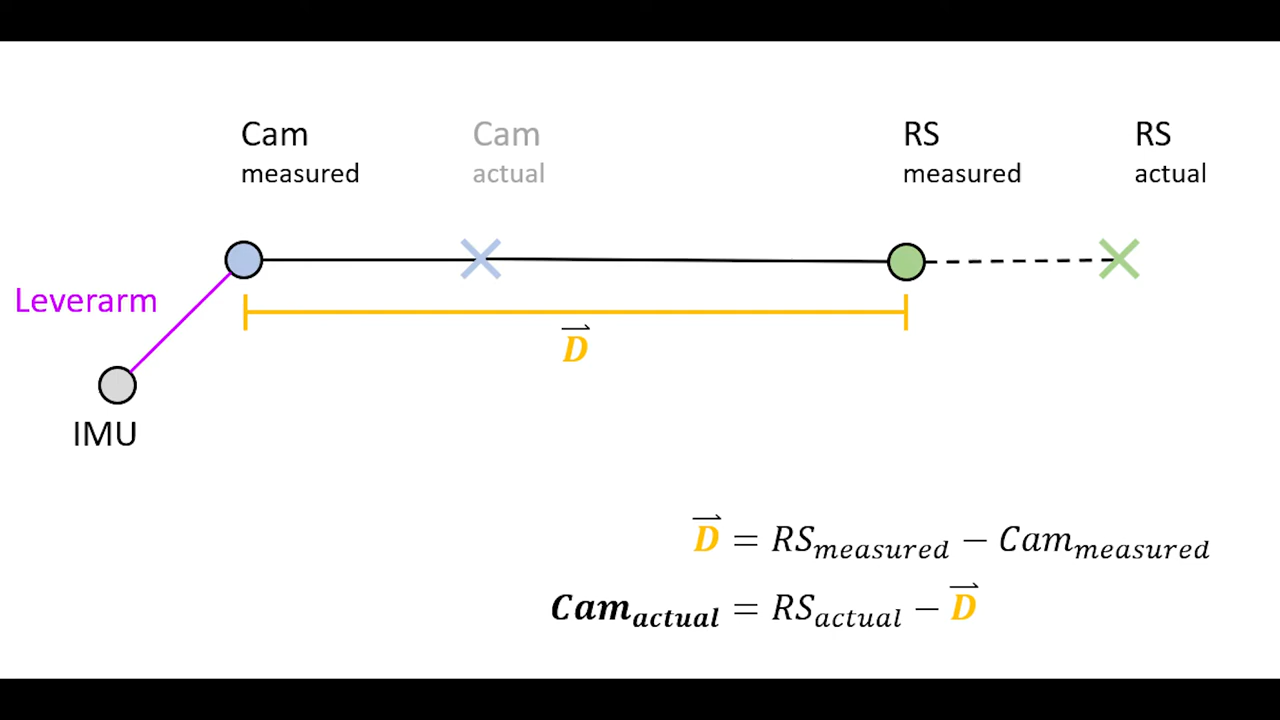 Cam
measured
Cam
actual
RS
measured
RS
actual
Leverarm
D⃗
IMU
D⃗ = RS_measured − Cam_measured
Cam_actual = RS_actual − D⃗